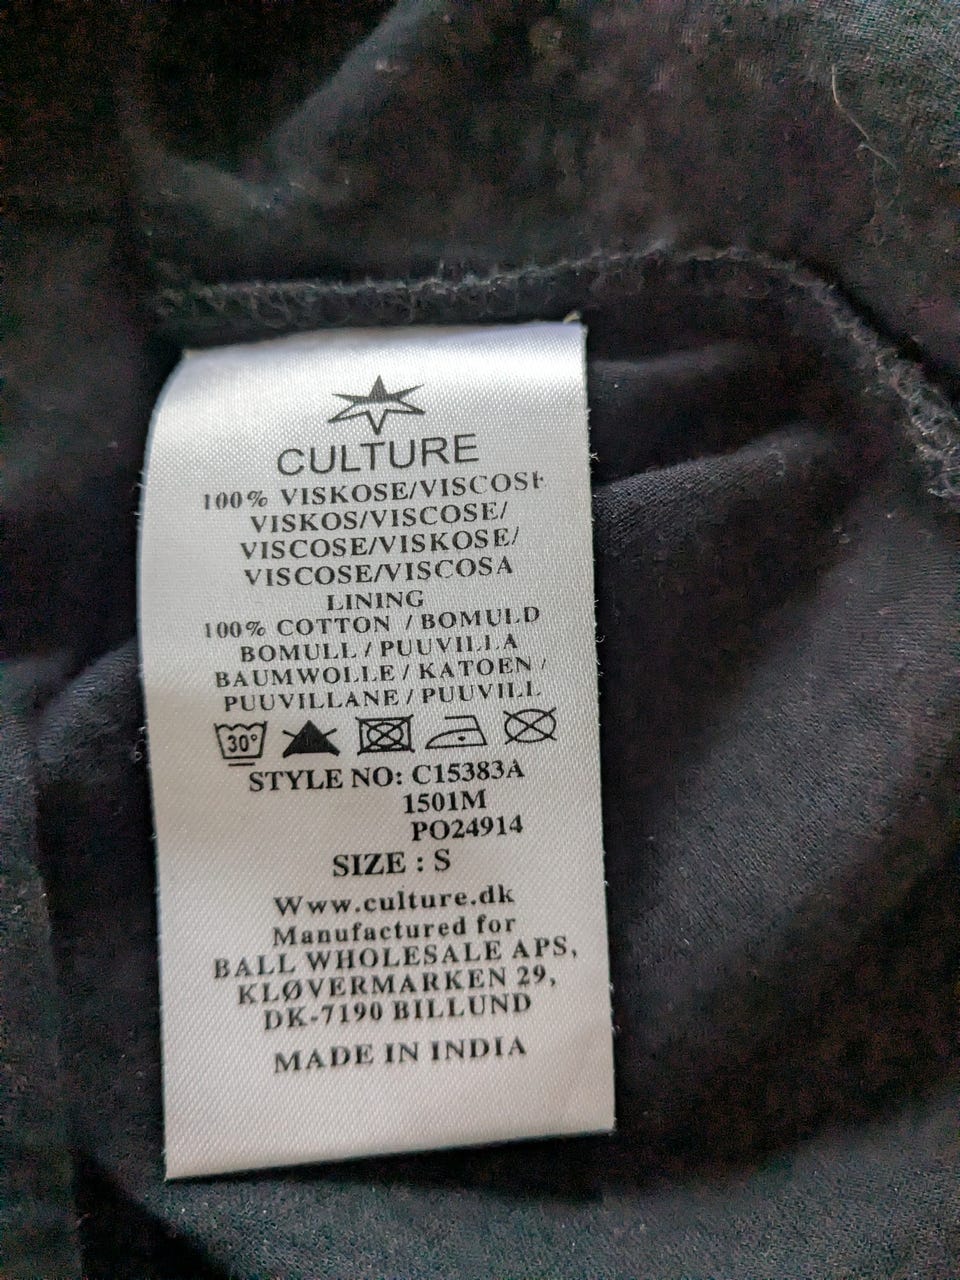 CULTURE
100% VISKOSE/VISCOSE
VISKOS/VISCOSE/
VISCOSE/VISKOSE/
VISCOSE/VISCOSA
LINING
100% COTTON / BOMULD
BOMULL / PUUVILLA
BAUMWOLLE / KATOEN /
PUUVILLANE / PUUVILL
30°
STYLE NO: C15383A
1501M
PO24914
SIZE : S
Www.culture.dk
Manufactured for
BALL WHOLESALE APS,
KLØVERMARKEN 29,
DK-7190 BILLUND
MADE IN INDIA